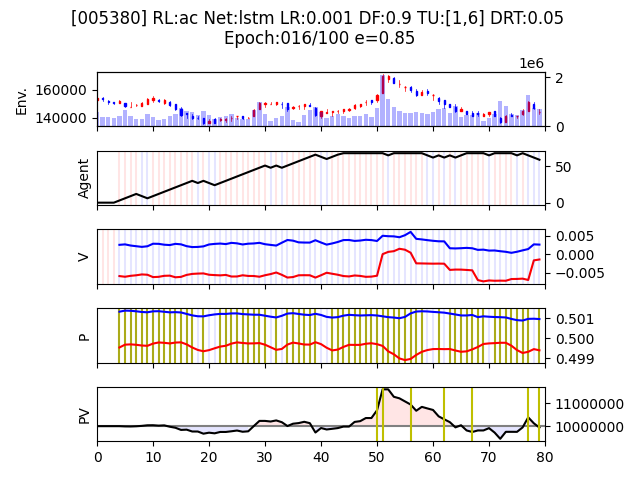 [005380] RL:ac Net:lstm LR:0.001 DF:0.9 TU:[1,6] DRT:0.05
Epoch:016/100 e=0.85
1e6
Env.
160000
140000
2
0
Agent
50
0
V
0.005
0.000
−0.005
P
0.501
0.500
0.499
PV
11000000
10000000
0 10 20 30 40 50 60 70 80